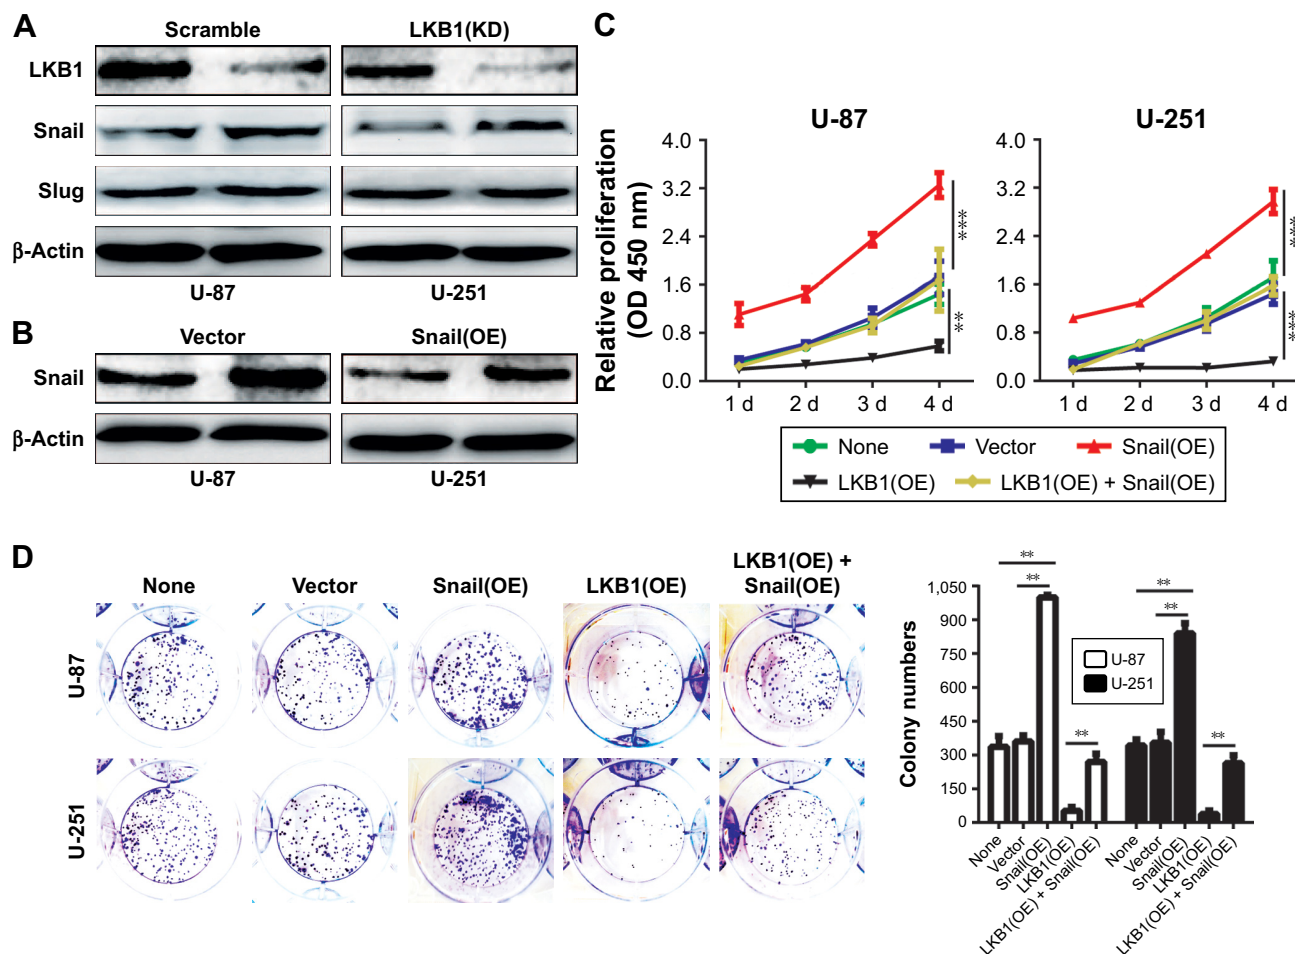 A
Scramble
LKB1(KD)
LKB1
Snail
Slug
β-Actin
U-87
U-251
B
Vector
Snail(OE)
Snail
β-Actin
U-87
U-251
C
U-87
U-251
Relative proliferation
(OD 450 nm)
4.0
3.2
2.4
1.6
0.8
0.0
1 d
2 d
3 d
4 d
***
**
4.0
3.2
2.4
1.6
0.8
0.0
1 d
2 d
3 d
4 d
***
***
None
Vector
Snail(OE)
LKB1(OE)
LKB1(OE) + Snail(OE)
D
None
Vector
Snail(OE)
LKB1(OE)
LKB1(OE) +
Snail(OE)
U-87
U-251
Colony numbers
1,050
900
750
600
450
300
150
0
**
**
**
**
**
**
U-87
U-251
None
Vector
Snail(OE)
LKB1(OE)
LKB1(OE) + Snail(OE)
None
Vector
Snail(OE)
LKB1(OE)
LKB1(OE) + Snail(OE)